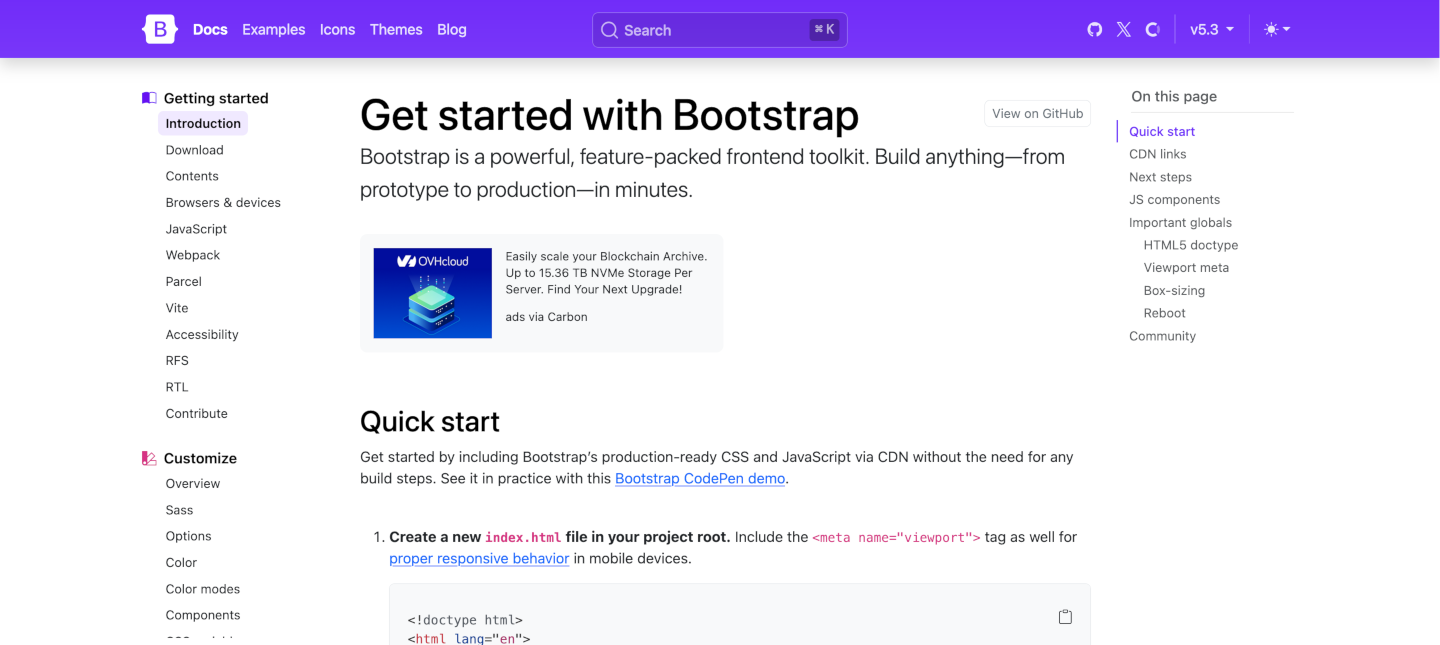 B Docs Examples Icons Themes Blog Search ⌘ K v5.3
Getting started
Introduction
Download
Contents
Browsers & devices
JavaScript
Webpack
Parcel
Vite
Accessibility
RFS
RTL
Contribute
Customize
Overview
Sass
Options
Color
Color modes
Components
Get started with Bootstrap
View on GitHub
Bootstrap is a powerful, feature-packed frontend toolkit. Build anything—from
prototype to production—in minutes.
OVHcloud
Easily scale your Blockchain Archive.
Up to 15.36 TB NVMe Storage Per
Server. Find Your Next Upgrade!
ads via Carbon
Quick start
Get started by including Bootstrap’s production-ready CSS and JavaScript via CDN without the need for any
build steps. See it in practice with this Bootstrap CodePen demo.
1. Create a new index.html file in your project root. Include the <meta name="viewport"> tag as well for
proper responsive behavior in mobile devices.
<!doctype html>
<html lang="en">
On this page
Quick start
CDN links
Next steps
JS components
Important globals
HTML5 doctype
Viewport meta
Box-sizing
Reboot
Community